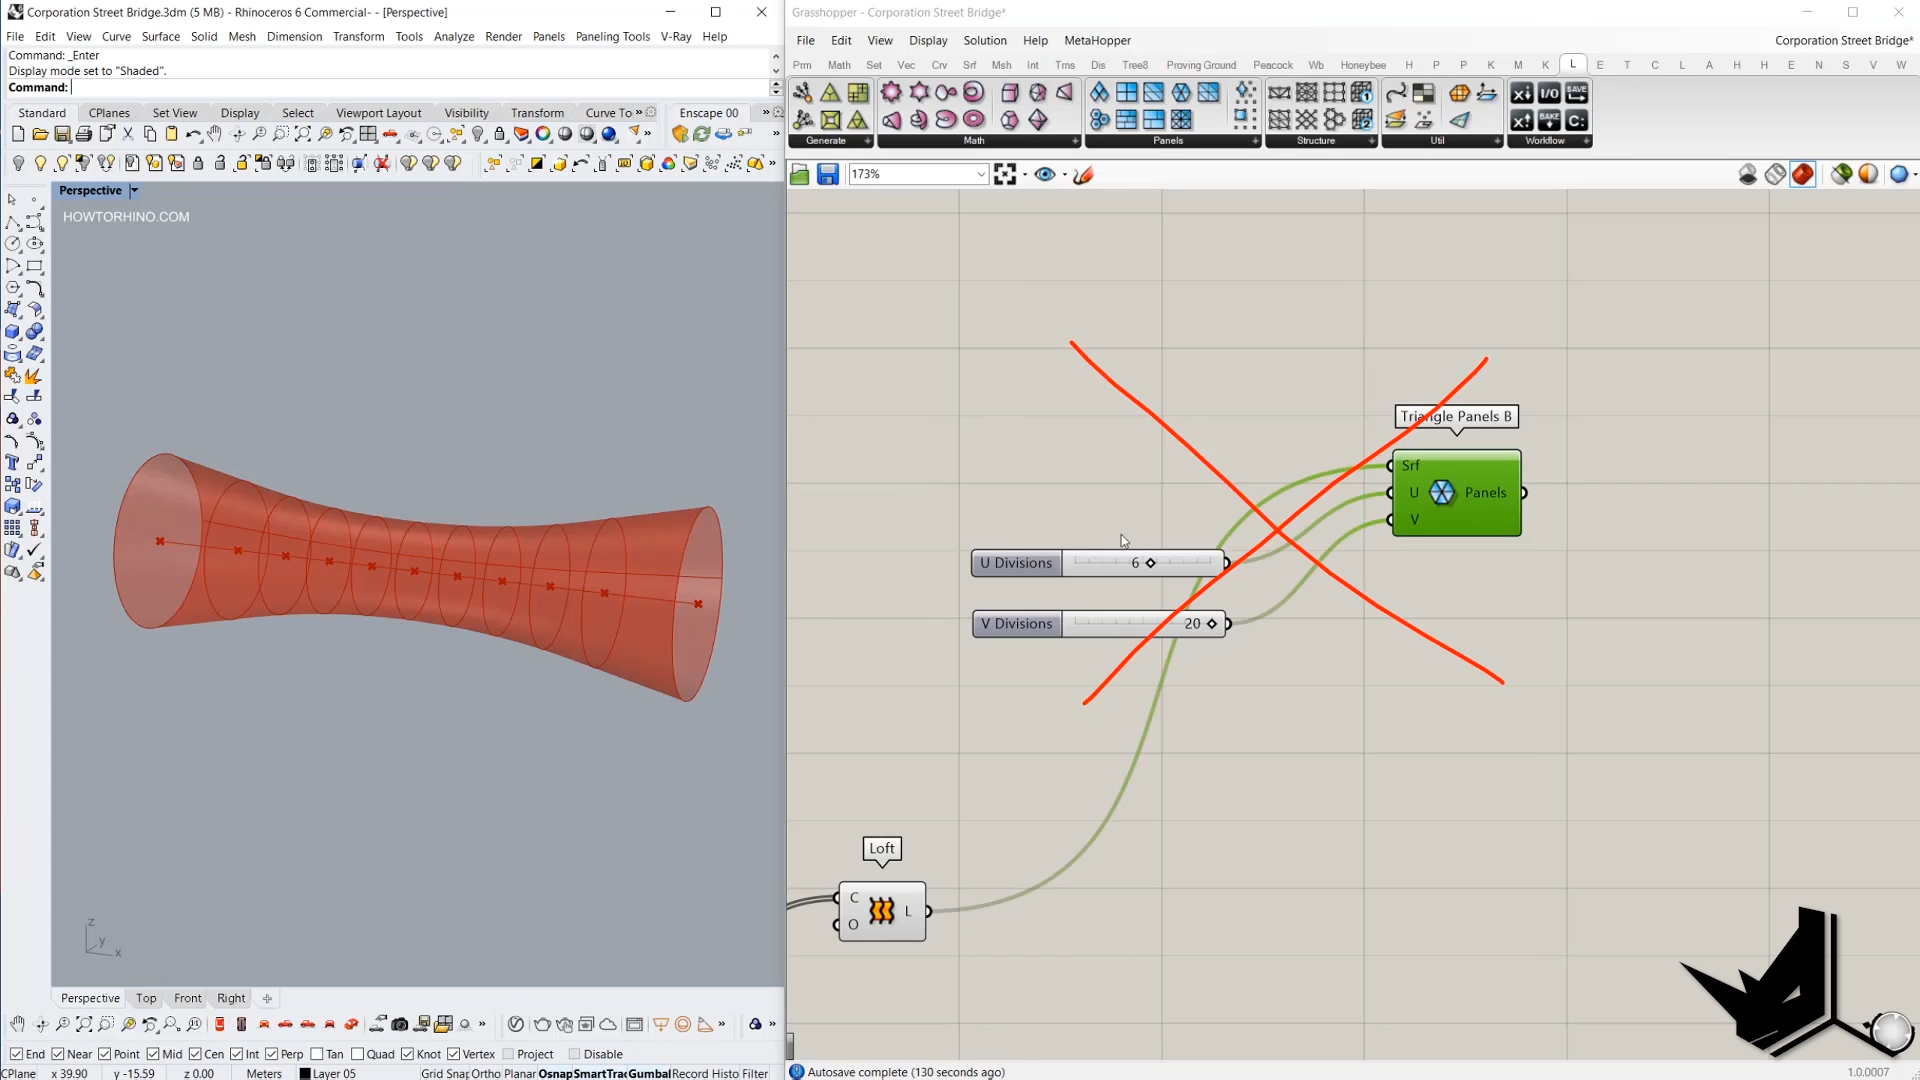 Corporation Street Bridge.3dm (5 MB) - Rhinoceros 6 Commercial- - [Perspective]
File Edit View Curve Surface Solid Mesh Dimension Transform Tools Analyze Render Panels Paneling Tools V-Ray Help
Command: _Enter
Display mode set to "Shaded".
Command:
Standard CPlanes Set View Display Select Viewport Layout Visibility Transform Curve To Enscape 00
Perspective
HOWTORHINO.COM
z
y
x
Perspective Top Front Right
End Near Point Mid Cen Int Perp Tan Quad Knot Vertex Project Disable
CPlane x 39.90 y -15.59 z 0.00 Meters Layer 05 Grid Snap Ortho Planar Osnap SmartTrac Gumbal Record Histo Filter
Grasshopper - Corporation Street Bridge*
File Edit View Display Solution Help MetaHopper Corporation Street Bridge*
Prm Math Set Vec Crv Srf Msh Int Trns Dis Tree8 Proving Ground Peacock Wb Honeybee H P P K M K L E T C L A H H E N S V W
I/O SAVE
BAKE C:
Generate Math Panels Structure Util Workflow
173%
Triangle Panels B
Srf
U Panels
V
U Divisions 6
V Divisions 20
Loft
C
L
O
Autosave complete (130 seconds ago) 1.0.0007